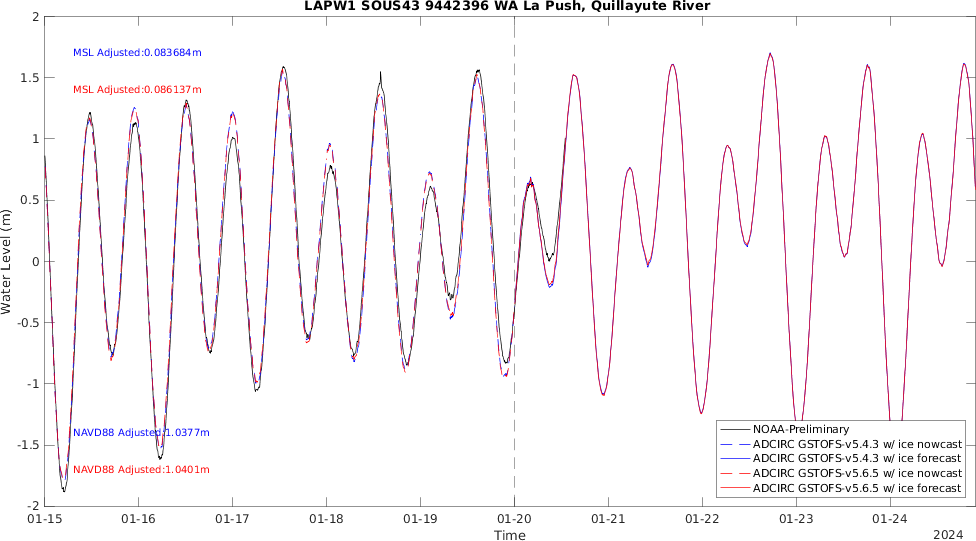 LAPW1 SOUS43 9442396 WA La Push, Quillayute River
2
1.5
1
0.5
0
-0.5
-1
-1.5
-2
Water Level (m)
MSL Adjusted:0.083684m
MSL Adjusted:0.086137m
NAVD88 Adjusted:1.0377m
NAVD88 Adjusted:1.0401m
NOAA-Preliminary
ADCIRC GSTOFS-v5.4.3 w/ ice nowcast
ADCIRC GSTOFS-v5.4.3 w/ ice forecast
ADCIRC GSTOFS-v5.6.5 w/ ice nowcast
ADCIRC GSTOFS-v5.6.5 w/ ice forecast
01-15 01-16 01-17 01-18 01-19 01-20 01-21 01-22 01-23 01-24
Time
2024